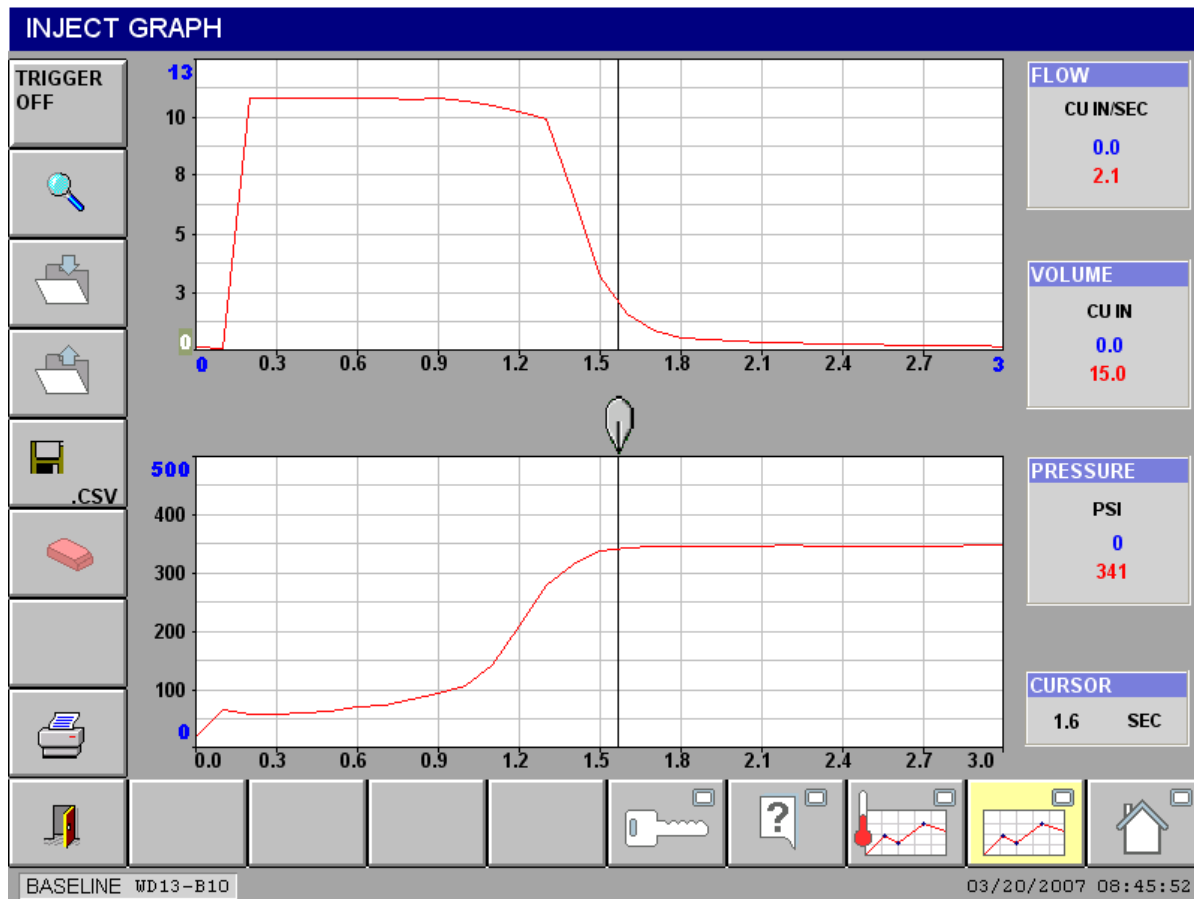 INJECT GRAPH
TRIGGER
OFF
.CSV
13
10
8
5
3
0
0 0.3 0.6 0.9 1.2 1.5 1.8 2.1 2.4 2.7 3
500
400
300
200
100
0
0.0 0.3 0.6 0.9 1.2 1.5 1.8 2.1 2.4 2.7 3.0
FLOW
CU IN/SEC
0.0
2.1
VOLUME
CU IN
0.0
15.0
PRESSURE
PSI
0
341
CURSOR
1.6 SEC
?
BASELINE WD13-B10
03/20/2007 08:45:52